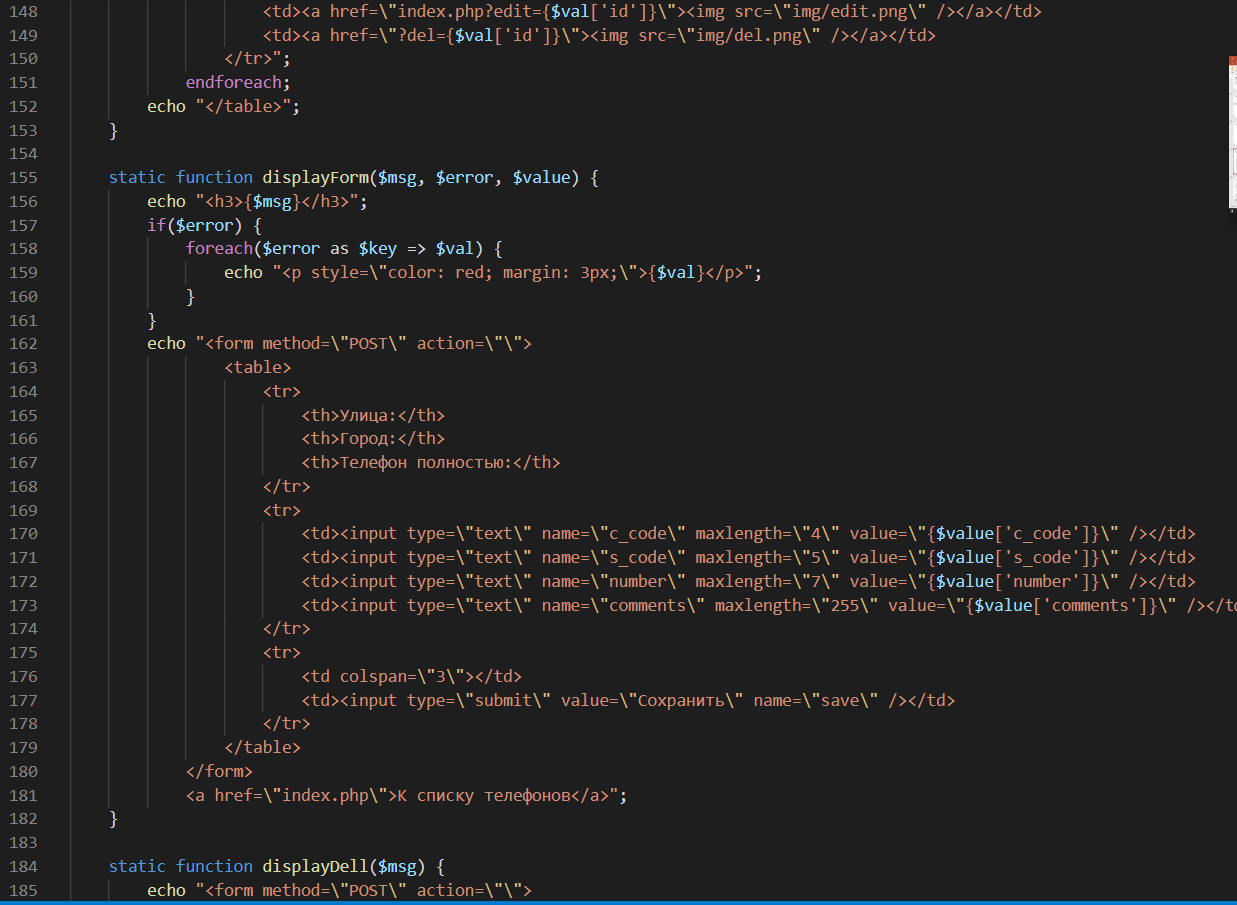 148 <td><a href=\"index.php?edit={$val['id']}\"><img src=\"img/edit.png\" /></a></td>
149 <td><a href=\"?del={$val['id']}\"><img src=\"img/del.png\" /></a></td>
150 </tr>";
151 endforeach;
152 echo "</table>";
153 }
154
155 static function displayForm($msg, $error, $value) {
156 echo "<h3>{$msg}</h3>";
157 if($error) {
158 foreach($error as $key => $val) {
159 echo "<p style=\"color: red; margin: 3px;\">{$val}</p>";
160 }
161 }
162 echo "<form method=\"POST\" action=\"\">
163 <table>
164 <tr>
165 <th>Улица:</th>
166 <th>Город:</th>
167 <th>Телефон полностью:</th>
168 </tr>
169 <tr>
170 <td><input type=\"text\" name=\"c_code\" maxlength=\"4\" value=\"{$value['c_code']}\" /></td>
171 <td><input type=\"text\" name=\"s_code\" maxlength=\"5\" value=\"{$value['s_code']}\" /></td>
172 <td><input type=\"text\" name=\"number\" maxlength=\"7\" value=\"{$value['number']}\" /></td>
173 <td><input type=\"text\" name=\"comments\" maxlength=\"255\" value=\"{$value['comments']}\" /></td
174 </tr>
175 <tr>
176 <td colspan=\"3\"></td>
177 <td><input type=\"submit\" value=\"Сохранить\" name=\"save\" /></td>
178 </tr>
179 </table>
180 </form>
181 <a href=\"index.php\">К списку телефонов</a>";
182 }
183
184 static function displayDell($msg) {
185 echo "<form method=\"POST\" action=\"\">